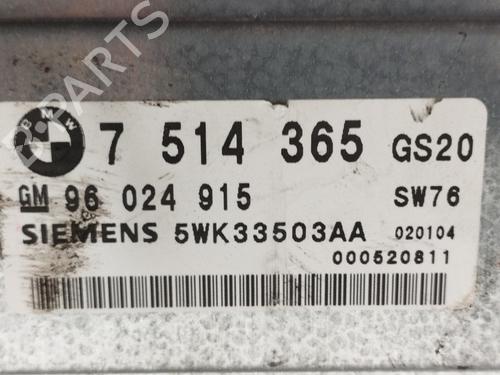 BMW
7 514 365 GS20
GM 96 024 915 SW76
SIEMENS 5WK33503AA 020104
000520811
B-PARTS